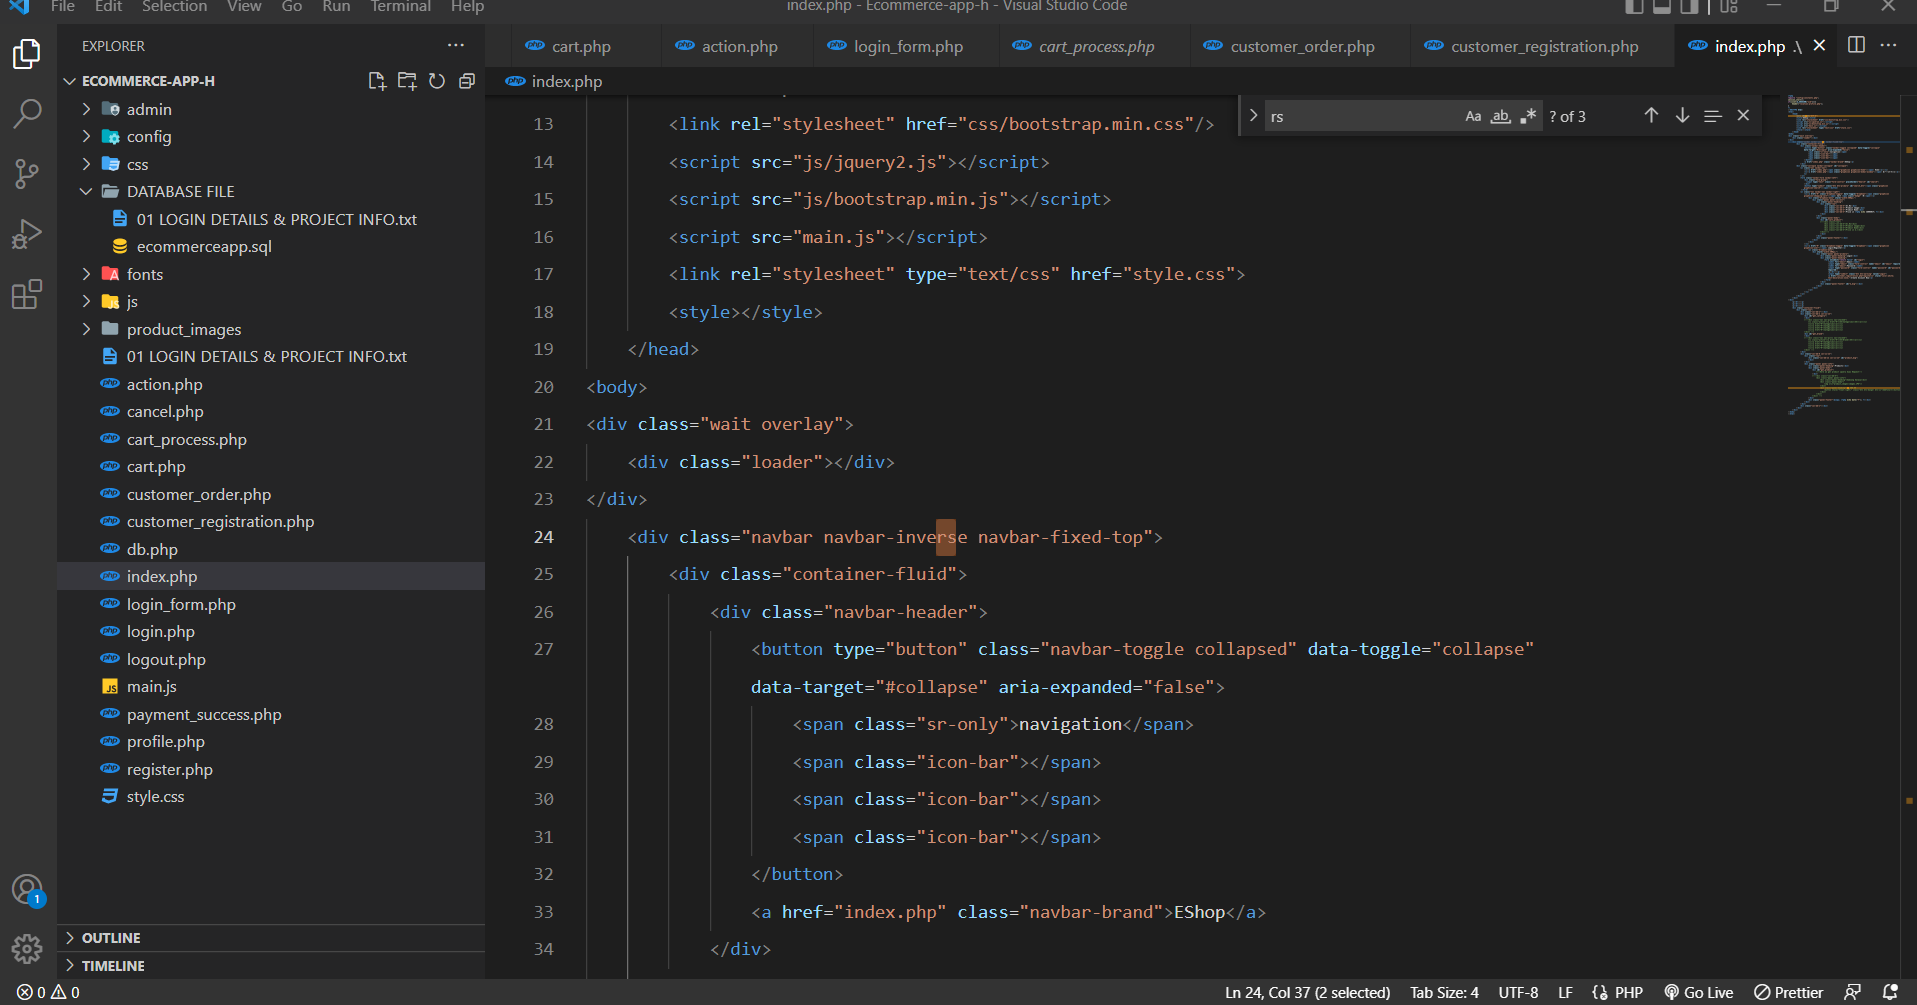 File Edit Selection View Go Run Terminal Help
index.php - Ecommerce-app-h - Visual Studio Code
EXPLORER
ECOMMERCE-APP-H
admin
config
css
DATABASE FILE
01 LOGIN DETAILS & PROJECT INFO.txt
ecommerceapp.sql
fonts
js
product_images
01 LOGIN DETAILS & PROJECT INFO.txt
action.php
cancel.php
cart_process.php
cart.php
customer_order.php
customer_registration.php
db.php
index.php
login_form.php
login.php
logout.php
main.js
payment_success.php
profile.php
register.php
style.css
OUTLINE
TIMELINE
cart.php action.php login_form.php cart_process.php customer_order.php customer_registration.php index.php .\
index.php
rs Aa ab ? of 3
13 <link rel="stylesheet" href="css/bootstrap.min.css"/>
14 <script src="js/jquery2.js"></script>
15 <script src="js/bootstrap.min.js"></script>
16 <script src="main.js"></script>
17 <link rel="stylesheet" type="text/css" href="style.css">
18 <style></style>
19 </head>
20 <body>
21 <div class="wait overlay">
22 <div class="loader"></div>
23 </div>
24 <div class="navbar navbar-inverse navbar-fixed-top">
25 <div class="container-fluid">
26 <div class="navbar-header">
27 <button type="button" class="navbar-toggle collapsed" data-toggle="collapse"
data-target="#collapse" aria-expanded="false">
28 <span class="sr-only">navigation</span>
29 <span class="icon-bar"></span>
30 <span class="icon-bar"></span>
31 <span class="icon-bar"></span>
32 </button>
33 <a href="index.php" class="navbar-brand">EShop</a>
34 </div>
1
0 0 Ln 24, Col 37 (2 selected) Tab Size: 4 UTF-8 LF PHP Go Live Prettier